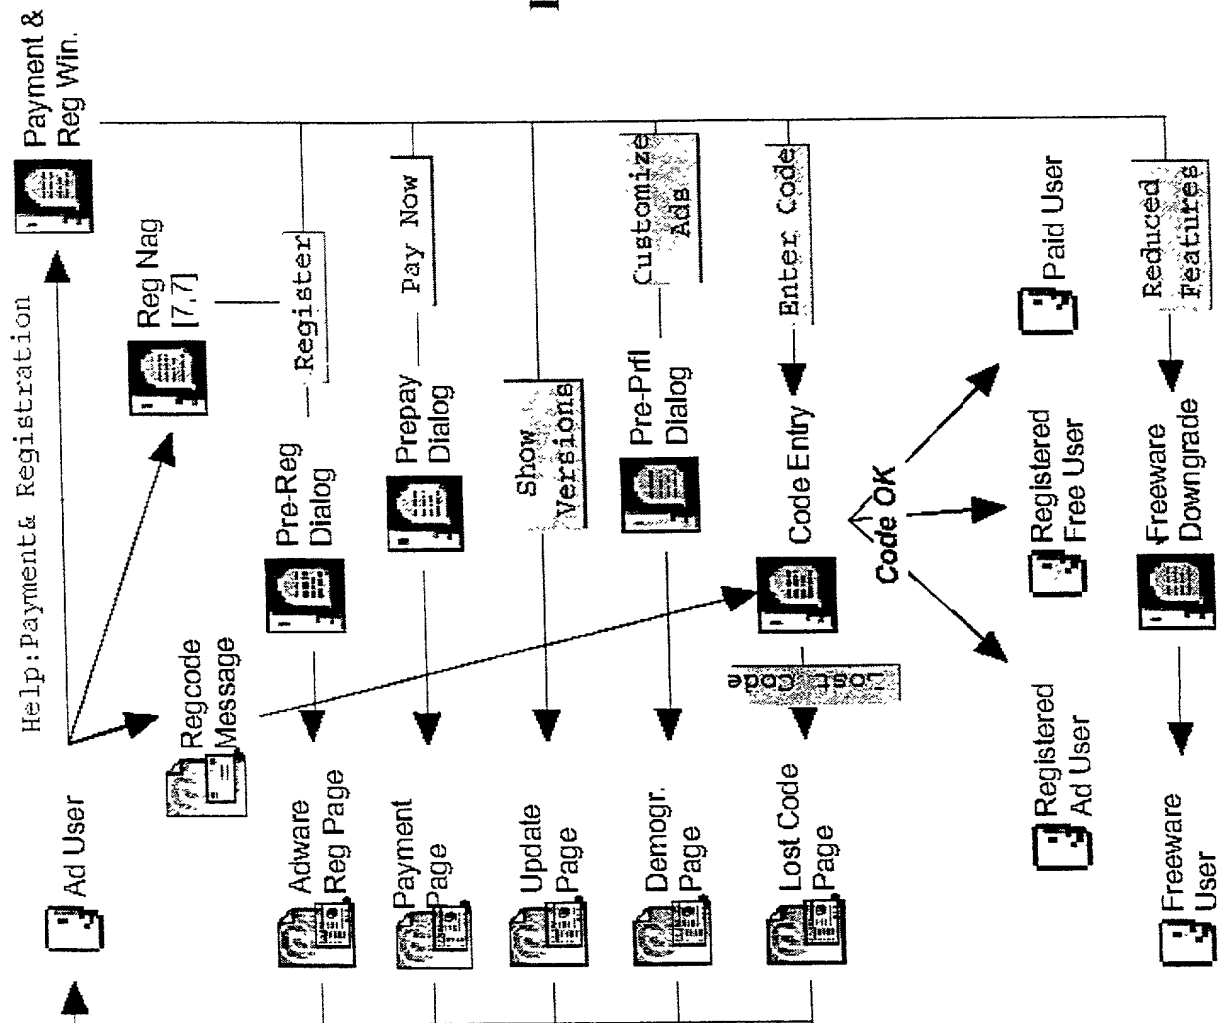 Ad User
Help:Payment& Registration
Payment &
Reg Win.
Reg Nag
[7,7]
Regcode
Message
Adware
Reg Page
Pre-Reg
Dialog
Register
Payment
Page
Prepay
Dialog
Pay Now
Update
Page
Show
Versions
Demogr.
Page
Pre-Prfl
Dialog
Customize
Ads
Lost Code
Page
Lost Code
Code Entry
Enter Code
Code OK
Registered
Ad User
Registered
Free User
Paid User
Freeware
User
Freeware
Downgrade
Reduced
Features